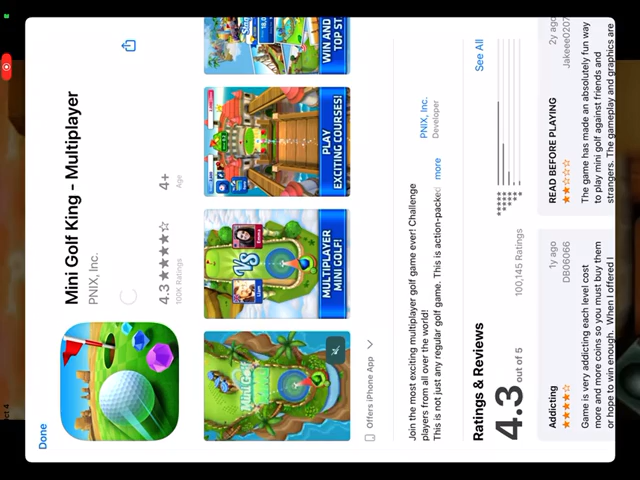 Done
Mini Golf King - Multiplayer
PNIX, Inc.
4.3 ★★★★☆
100K Ratings
4+
Age
MULTIPLAYER
MINI GOLF!
PLAY
EXCITING COURSES!
WIN AND
TOP ST
Offers iPhone App
Join the most exciting multiplayer golf game ever! Challenge
players from all over the world!
This is not just any regular golf game. This is action-packed more
PNIX, Inc.
Developer
Ratings & Reviews
See All
4.3 out of 5
100,145 Ratings
Addicting
1y ago
★★★★☆
DB06066
Game is very addicting each level cost
more and more coins so you must buy them
or hope to win enough. When I offered I
READ BEFORE PLAYING
2y ago
★★☆☆☆
Jakeee0207
The game has made an absolutely fun way
to play mini golf against friends and
strangers. The gameplay and graphics are